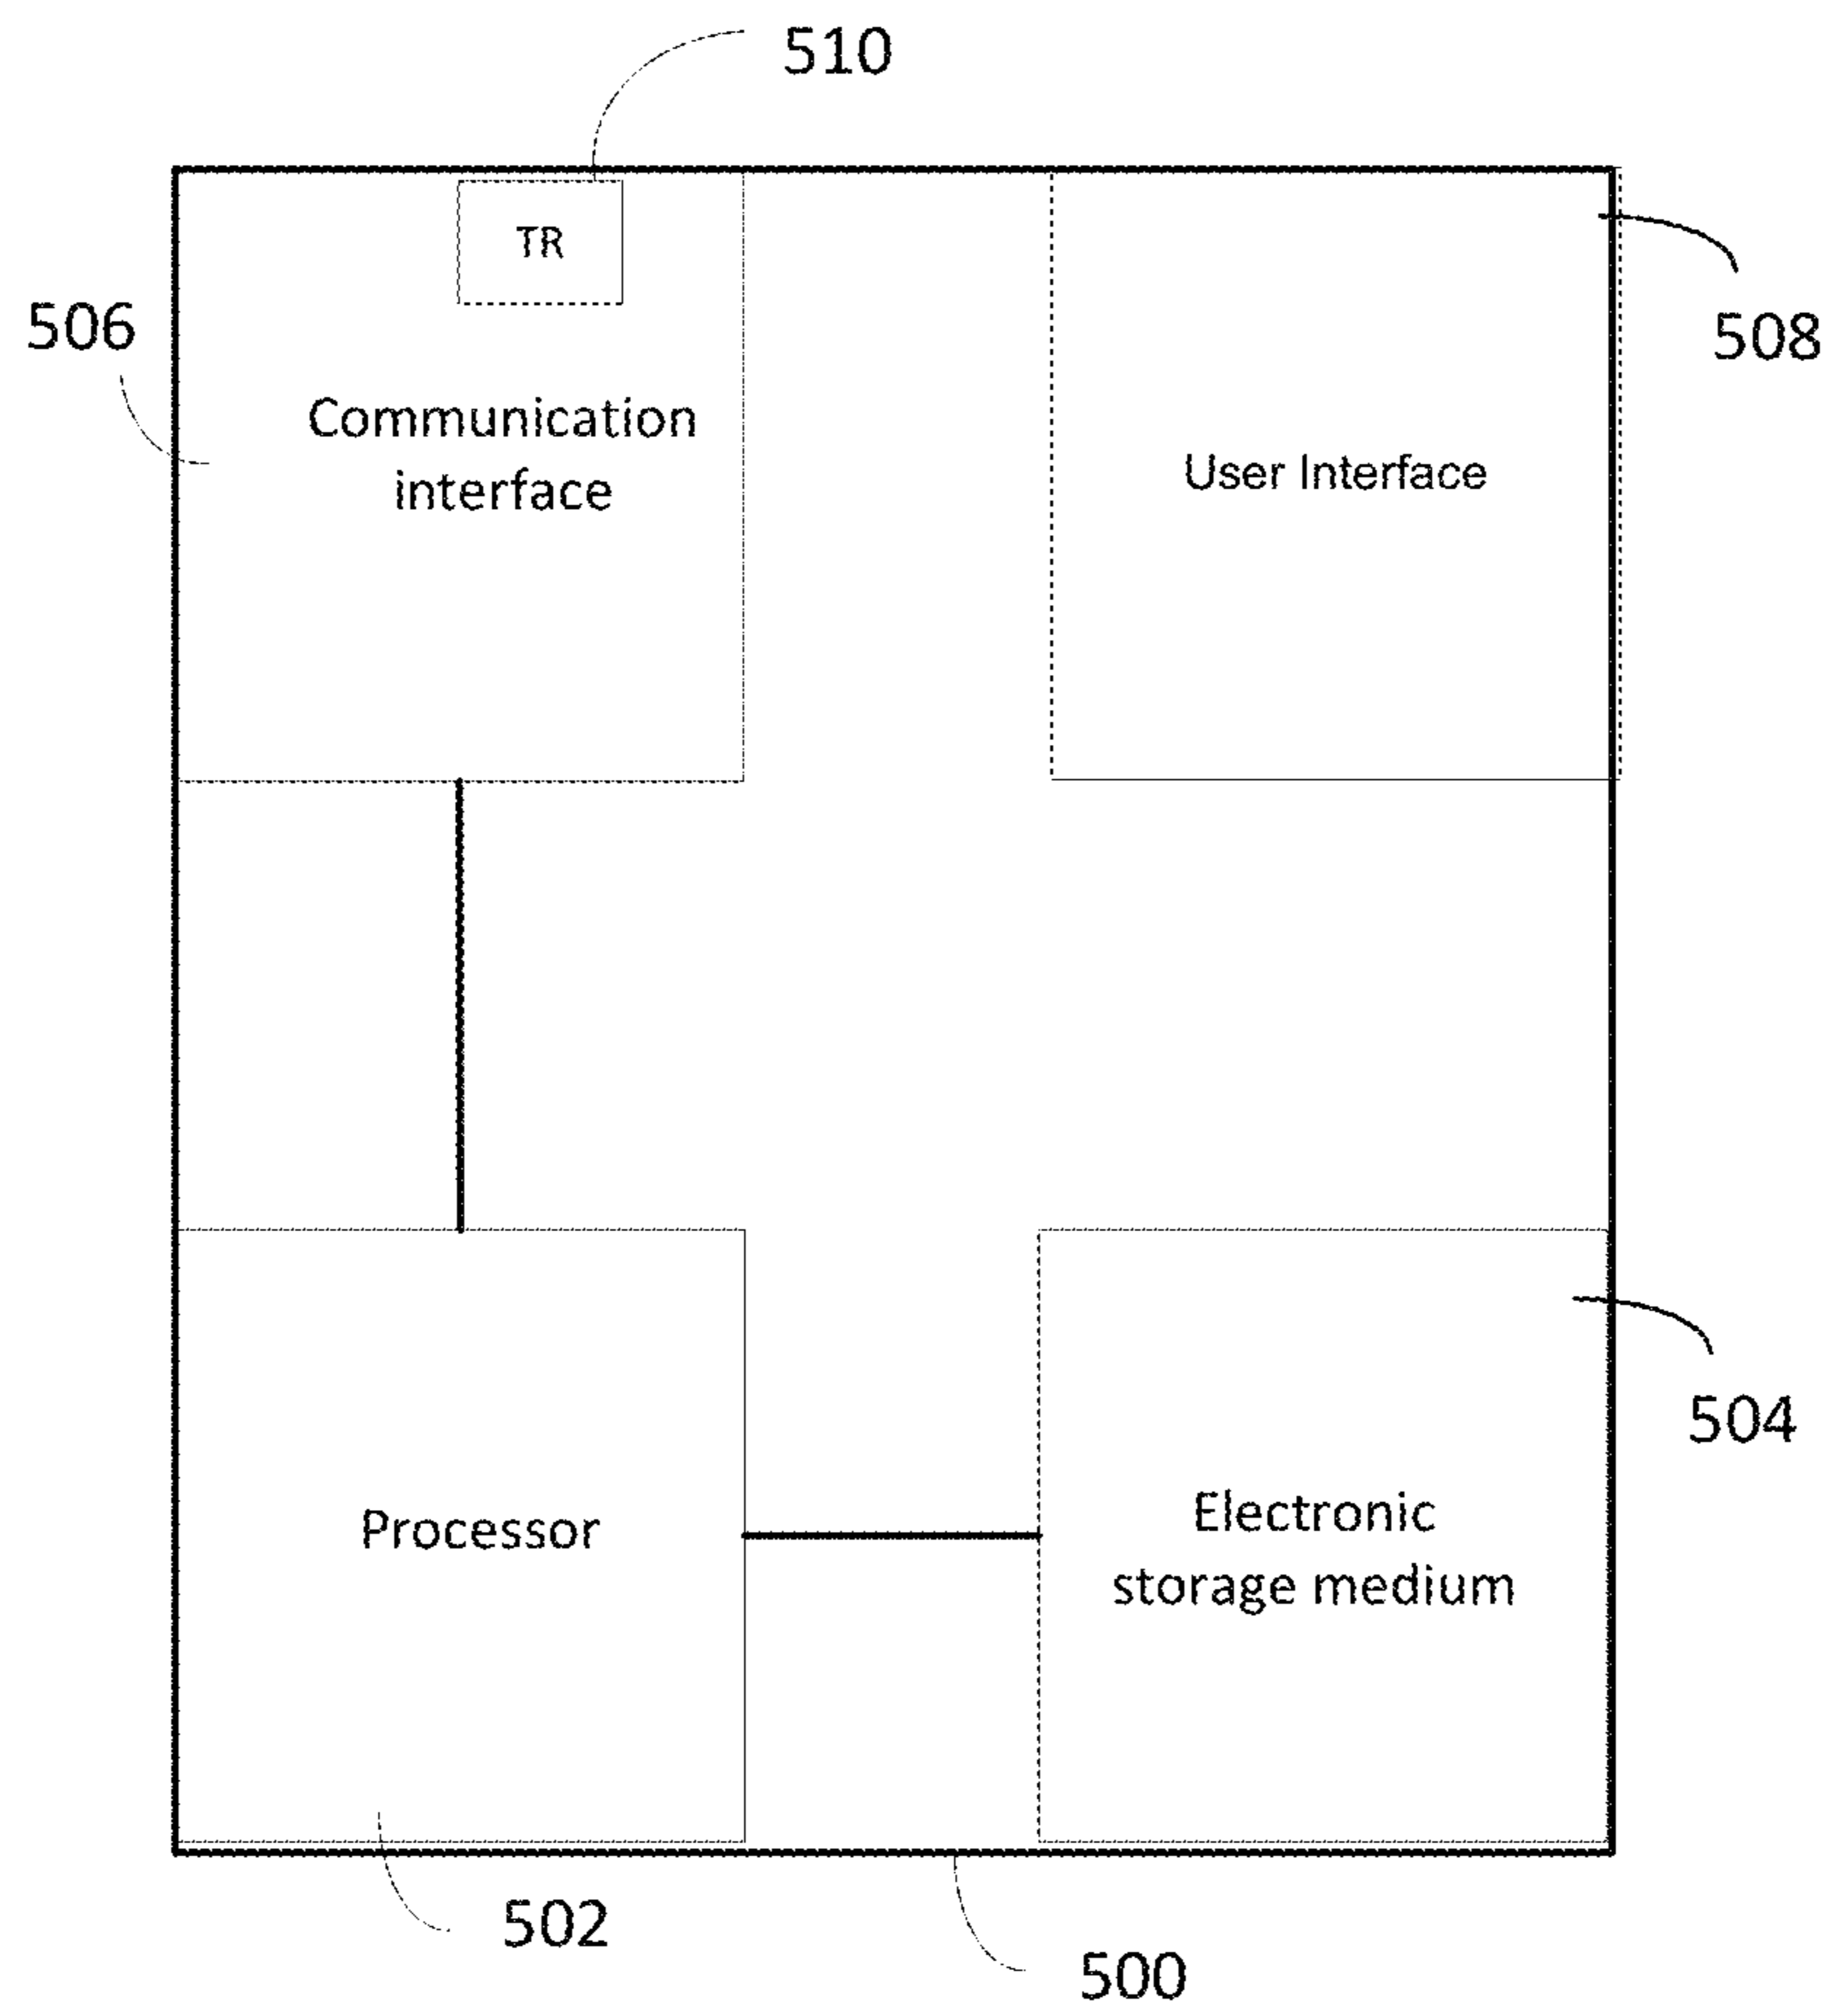 510
TR
506
508
Communication
interface
User Interface
504
Processor
Electronic
storage medium
502
500